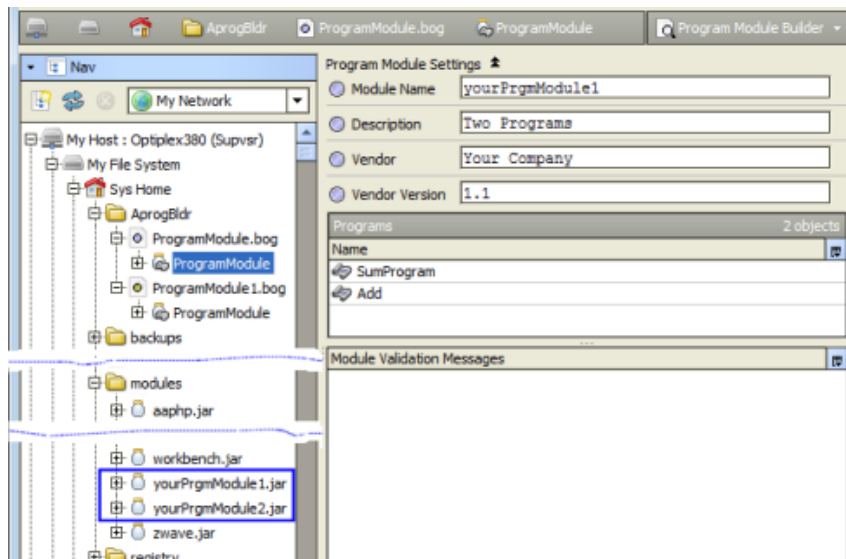 AprogBldr ProgramModule.bog ProgramModule Program Module Builder
Nav
My Network
My Host : Optiplex380 (Supvsr)
My File System
Sys Home
AprogBldr
ProgramModule.bog
ProgramModule
ProgramModule1.bog
ProgramModule
backups
modules
aaphp.jar
workbench.jar
yourPrgmModule1.jar
yourPrgmModule2.jar
zwave.jar
registry
Program Module Settings
Module Name yourPrgmModule1
Description Two Programs
Vendor Your Company
Vendor Version 1.1
Programs 2 objects
Name
SumProgram
Add
Module Validation Messages